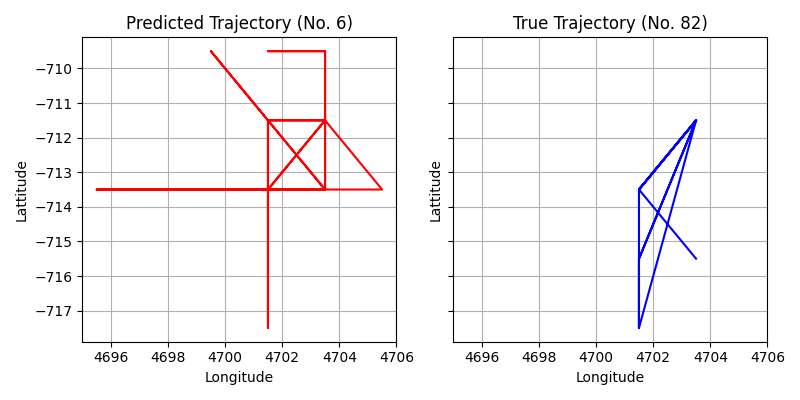 Predicted Trajectory (No. 6)
True Trajectory (No. 82)
Lattitude
−710
−711
−712
−713
−714
−715
−716
−717
4696 4698 4700 4702 4704 4706
Longitude
Lattitude
4696 4698 4700 4702 4704 4706
Longitude